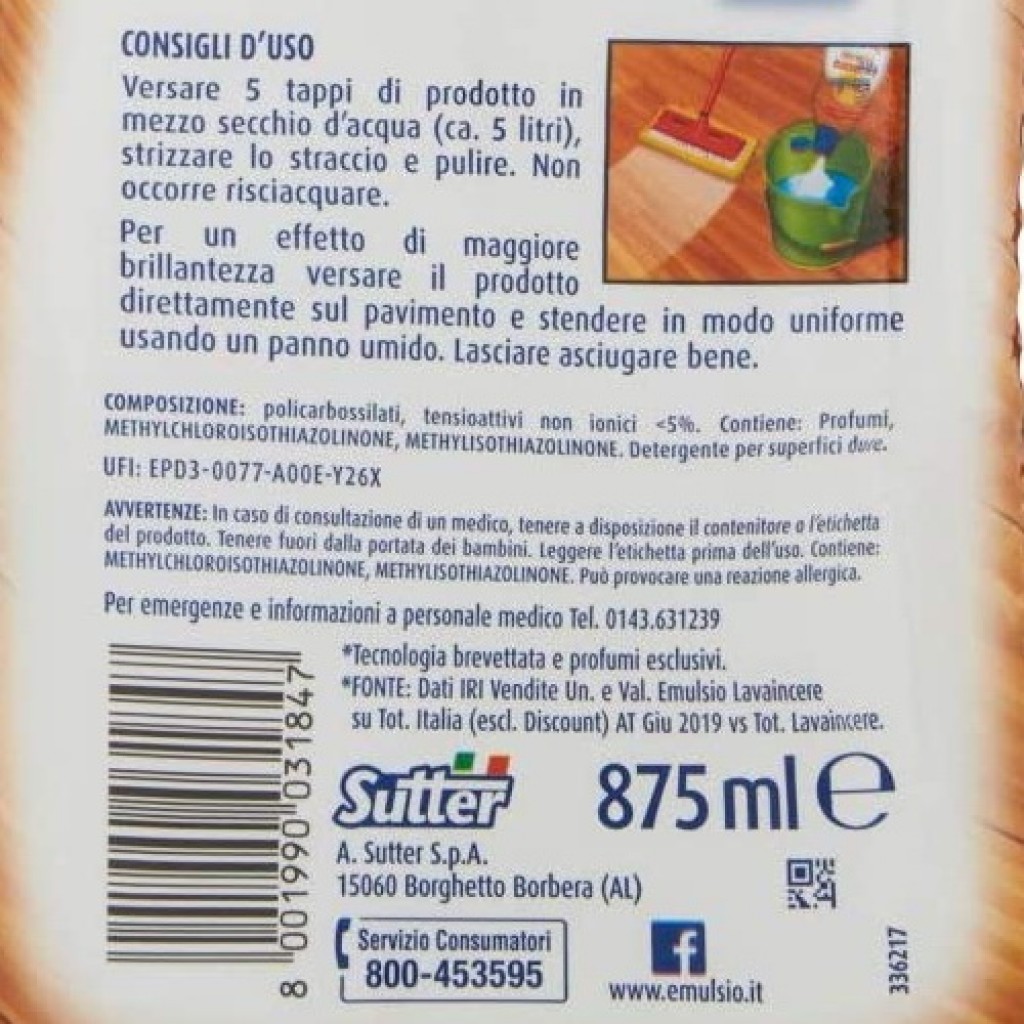 CONSIGLI D'USO
Versare 5 tappi di prodotto in
mezzo secchio d'acqua (ca. 5 litri),
strizzare lo straccio e pulire. Non
occorre risciacquare.
Per un effetto di maggiore
brillantezza versare il prodotto
direttamente sul pavimento e stendere in modo uniforme
usando un panno umido. Lasciare asciugare bene.
COMPOSIZIONE: policarbossilati, tensioattivi non ionici <5%. Contiene: Profumi,
METHYLCHLOROISOTHIAZOLINONE, METHYLISOTHIAZOLINONE. Detergente per superfici dure.
UFI: EPD3-0077-A00E-Y26X
AVVERTENZE: In caso di consultazione di un medico, tenere a disposizione il contenitore o l'etichetta
del prodotto. Tenere fuori dalla portata dei bambini. Leggere l'etichetta prima dell'uso. Contiene:
METHYLCHLOROISOTHIAZOLINONE, METHYLISOTHIAZOLINONE. Può provocare una reazione allergica.
Per emergenze e informazioni a personale medico Tel. 0143.631239
*Tecnologia brevettata e profumi esclusivi.
*FONTE: Dati IRI Vendite Un. e Val. Emulsio Lavaincere
su Tot. Italia (escl. Discount) AT Giu 2019 vs Tot. Lavaincere.
8 001990 031847
Sutter
875 ml e
A. Sutter S.p.A.
15060 Borghetto Borbera (AL)
Servizio Consumatori
800-453595
f
www.emulsio.it
336217